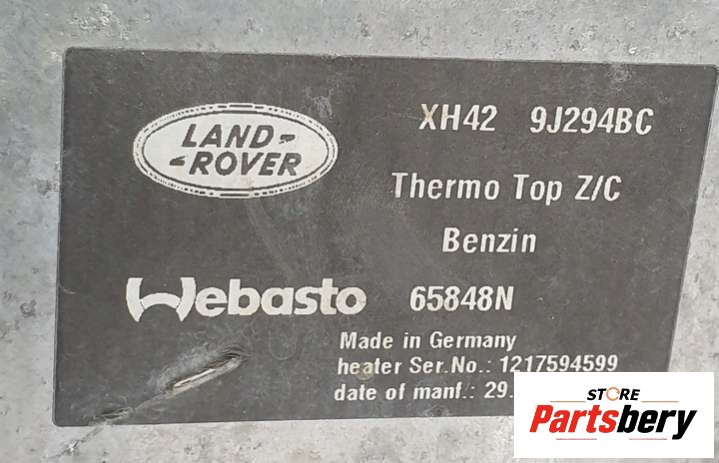 LAND-
-ROVER
XH42 9J294BC
Thermo Top Z/C
Benzin
Webasto 65848N
Made in Germany
heater Ser.No.: 1217594599
date of manf.: 29.
STORE
Partsbery